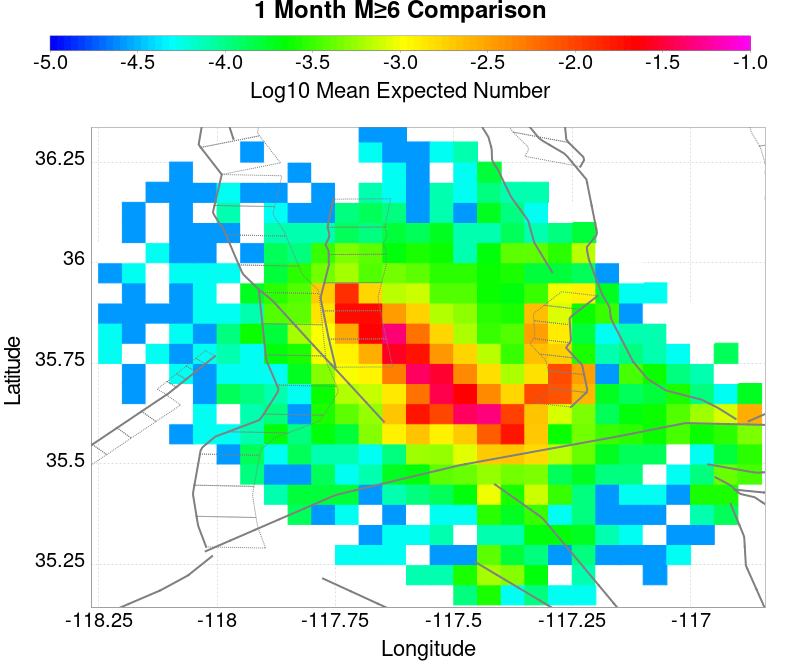 1 Month M≥6 Comparison
-5.0 -4.5 -4.0 -3.5 -3.0 -2.5 -2.0 -1.5 -1.0
Log10 Mean Expected Number
36.25
36
35.75
35.5
35.25
Latitude
-118.25 -118 -117.75 -117.5 -117.25 -117
Longitude